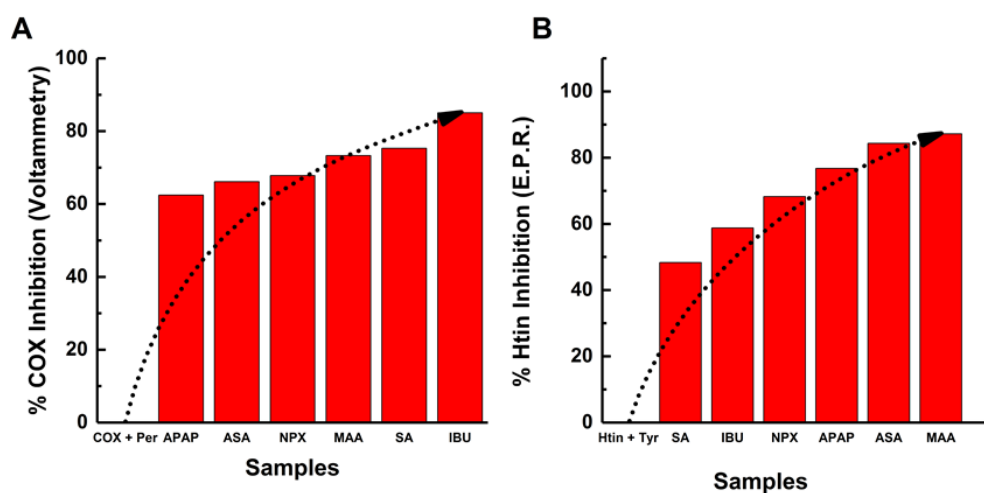 A
% COX Inhibition (Voltammetry)
100
80
60
40
20
0
COX + Per APAP ASA NPX MAA SA IBU
Samples
B
% Htin Inhibition (E.P.R.)
100
80
60
40
20
0
Htin + Tyr SA IBU NPX APAP ASA MAA
Samples